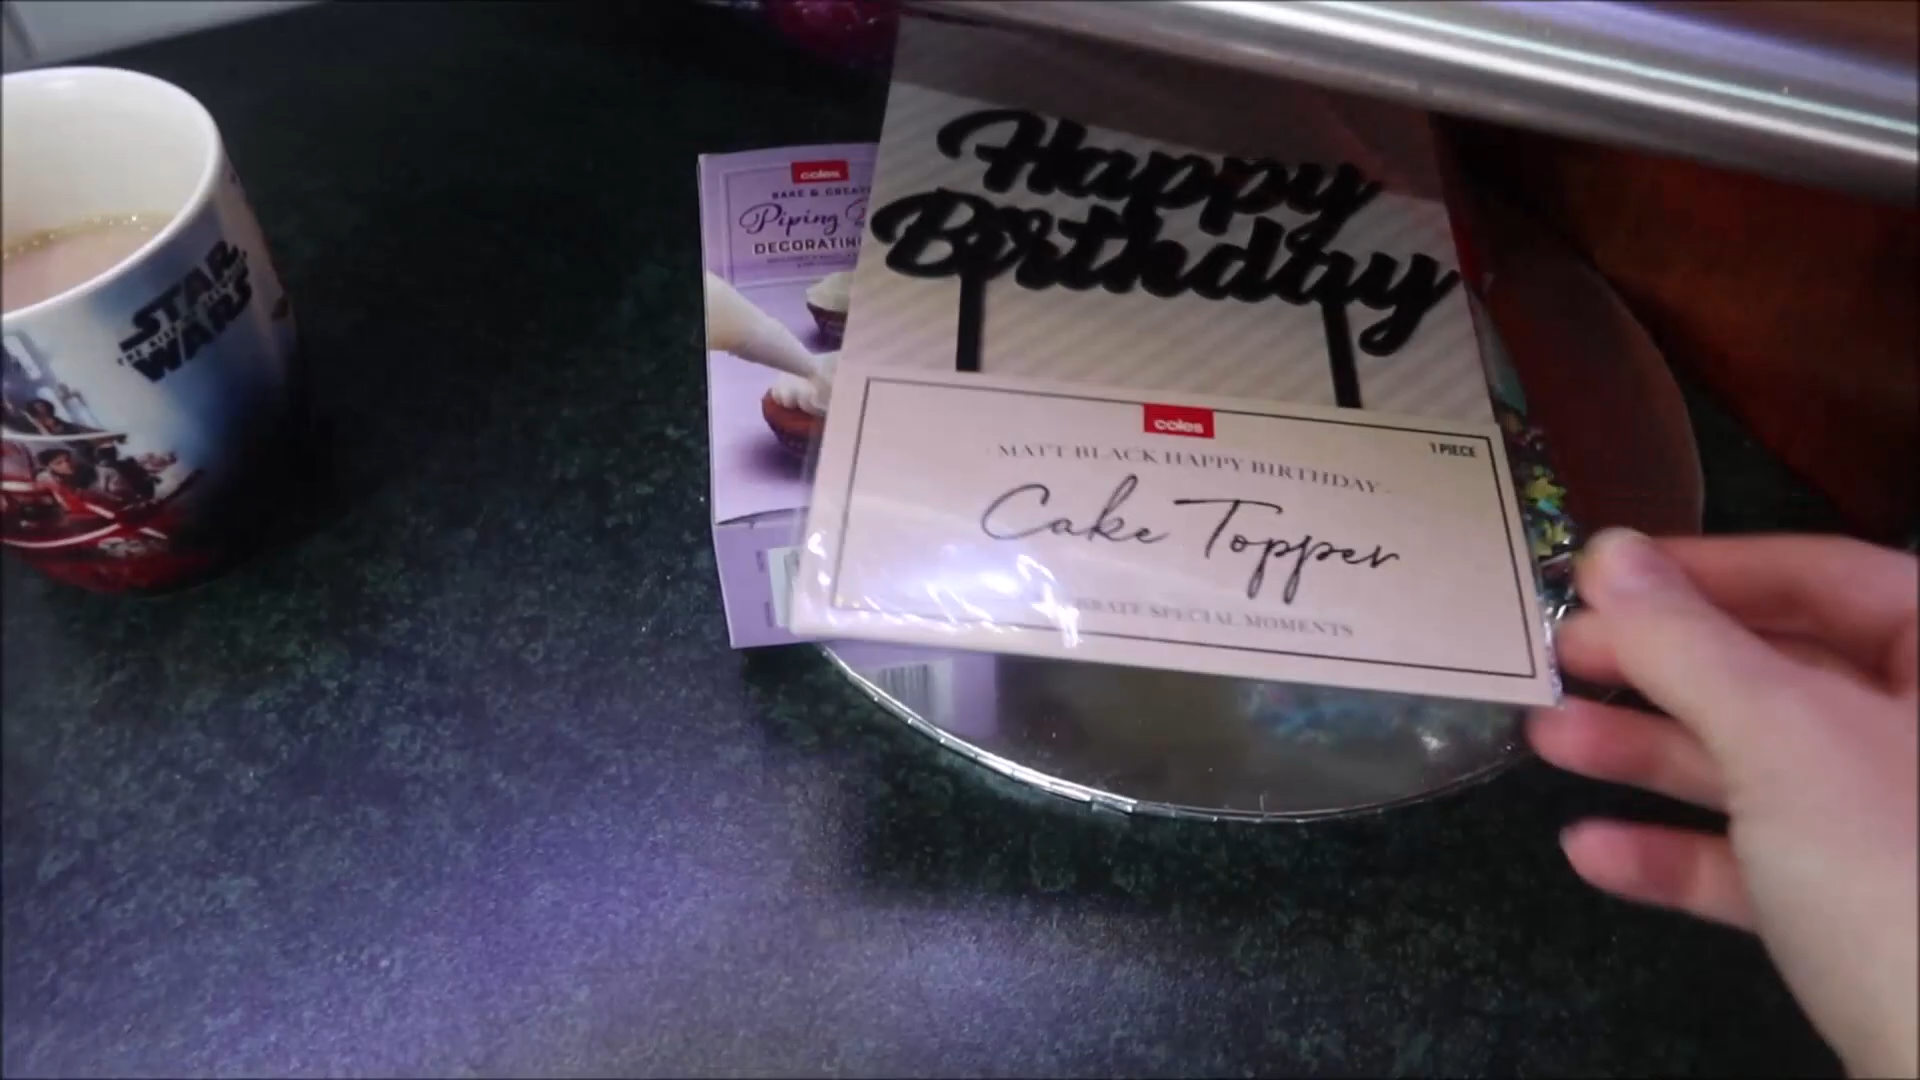 STAR
WARS
coles
BAKE &
Piping
DECORATING
Happy
Birthday
coles
1 PIECE
MATT BLACK HAPPY BIRTHDAY
Cake Topper
SPECIAL MOMENTS